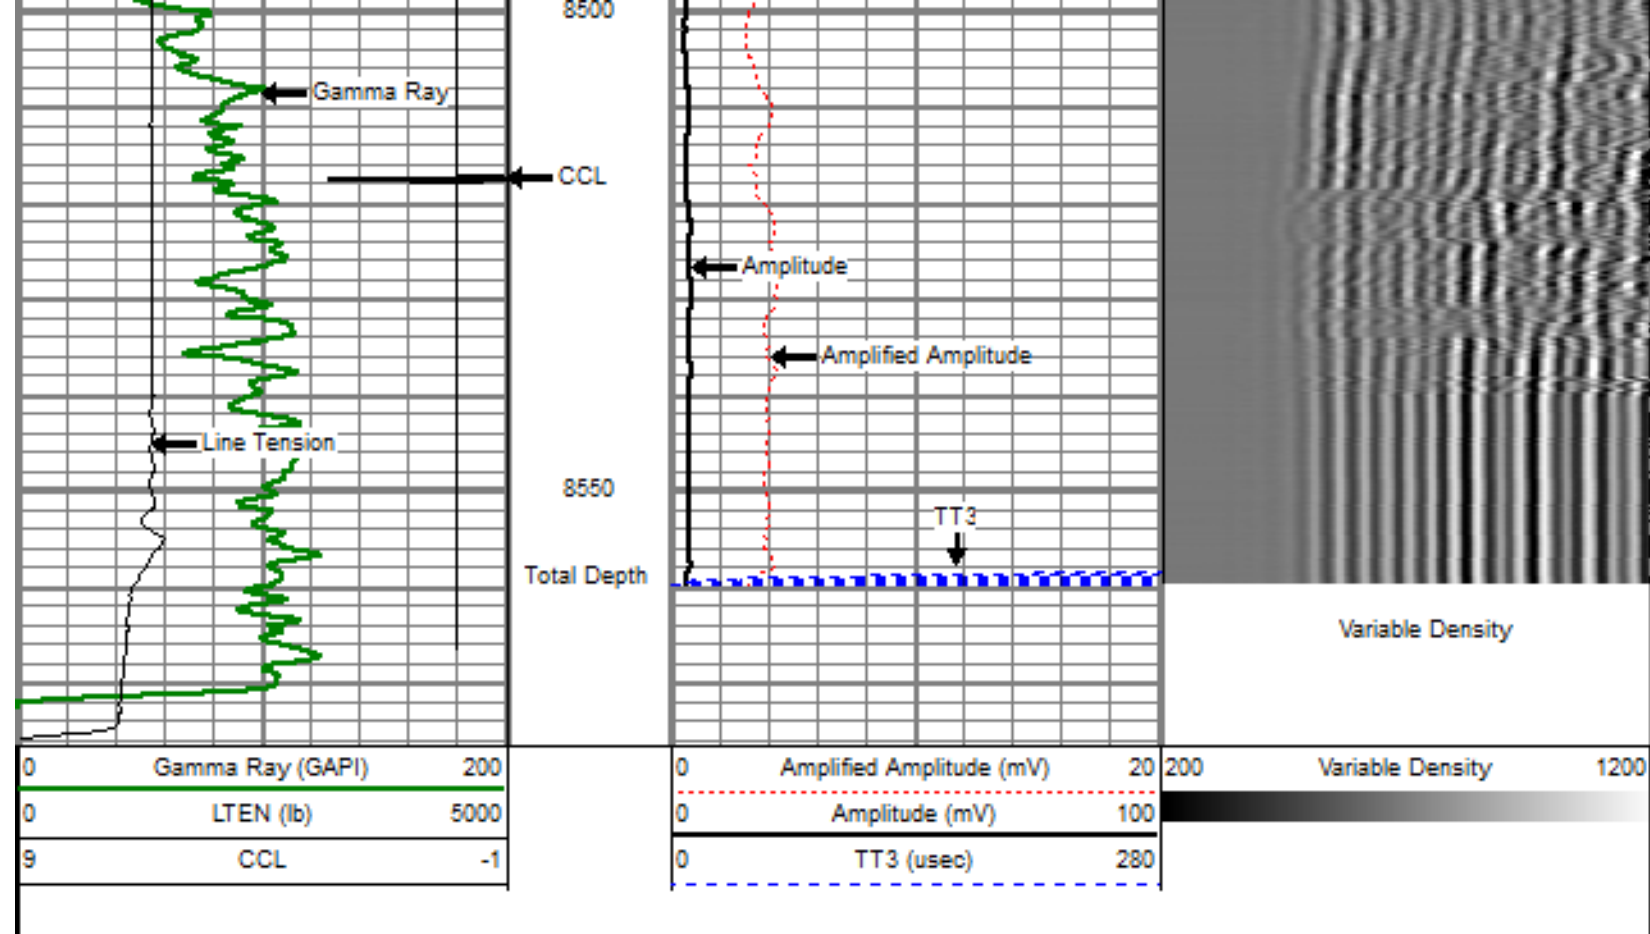 8500
Gamma Ray
CCL
Amplitude
Amplified Amplitude
Line Tension
8550
TT3
Total Depth
Variable Density
0 Gamma Ray (GAPI) 200
0 LTEN (lb) 5000
9 CCL -1
0 Amplified Amplitude (mV) 20
0 Amplitude (mV) 100
0 TT3 (usec) 280
200 Variable Density 1200